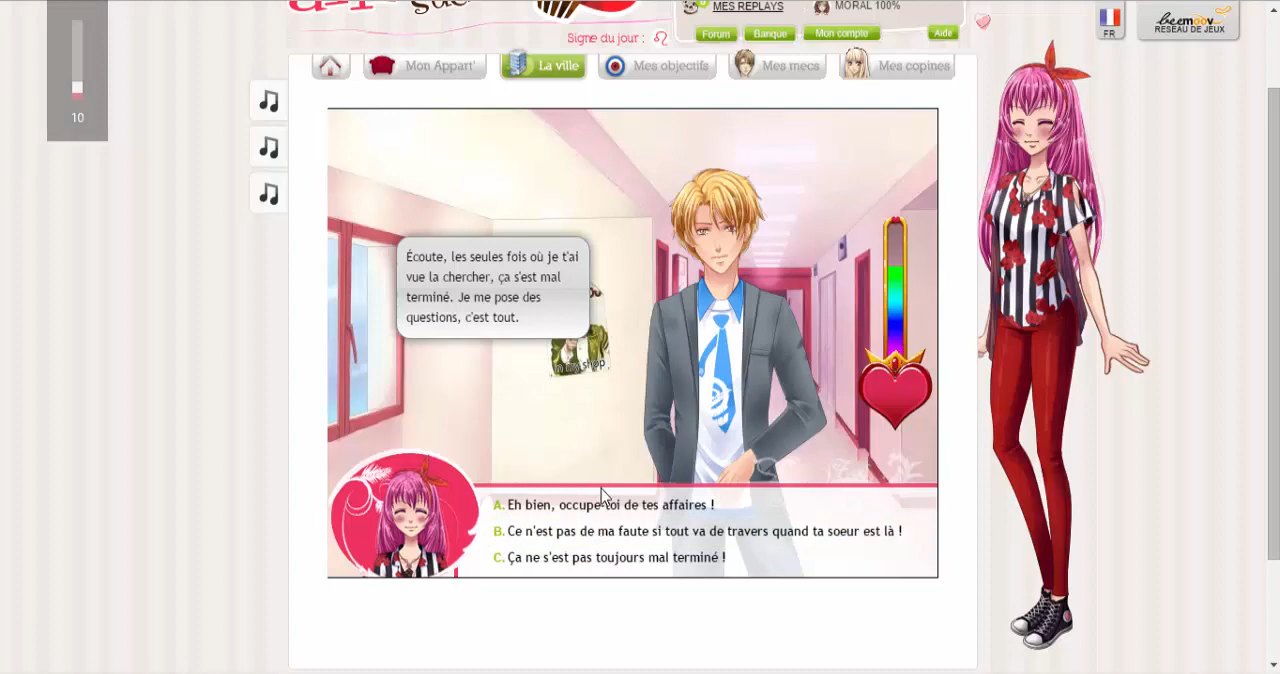 MES REPLAYS
MORAL 100%
Signe du jour :
Forum
Banque
Mon compte
Aide
FR
beemoov
RESEAU DE JEUX
Mon Appart'
La ville
Mes objectifs
Mes mecs
Mes copines
10
Écoute, les seules fois où je t'ai
vue la chercher, ça s'est mal
terminé. Je me pose des
questions, c'est tout.
in my shop
A. Eh bien, occupe-toi de tes affaires !
B. Ce n'est pas de ma faute si tout va de travers quand ta soeur est là !
C. Ça ne s'est pas toujours mal terminé !